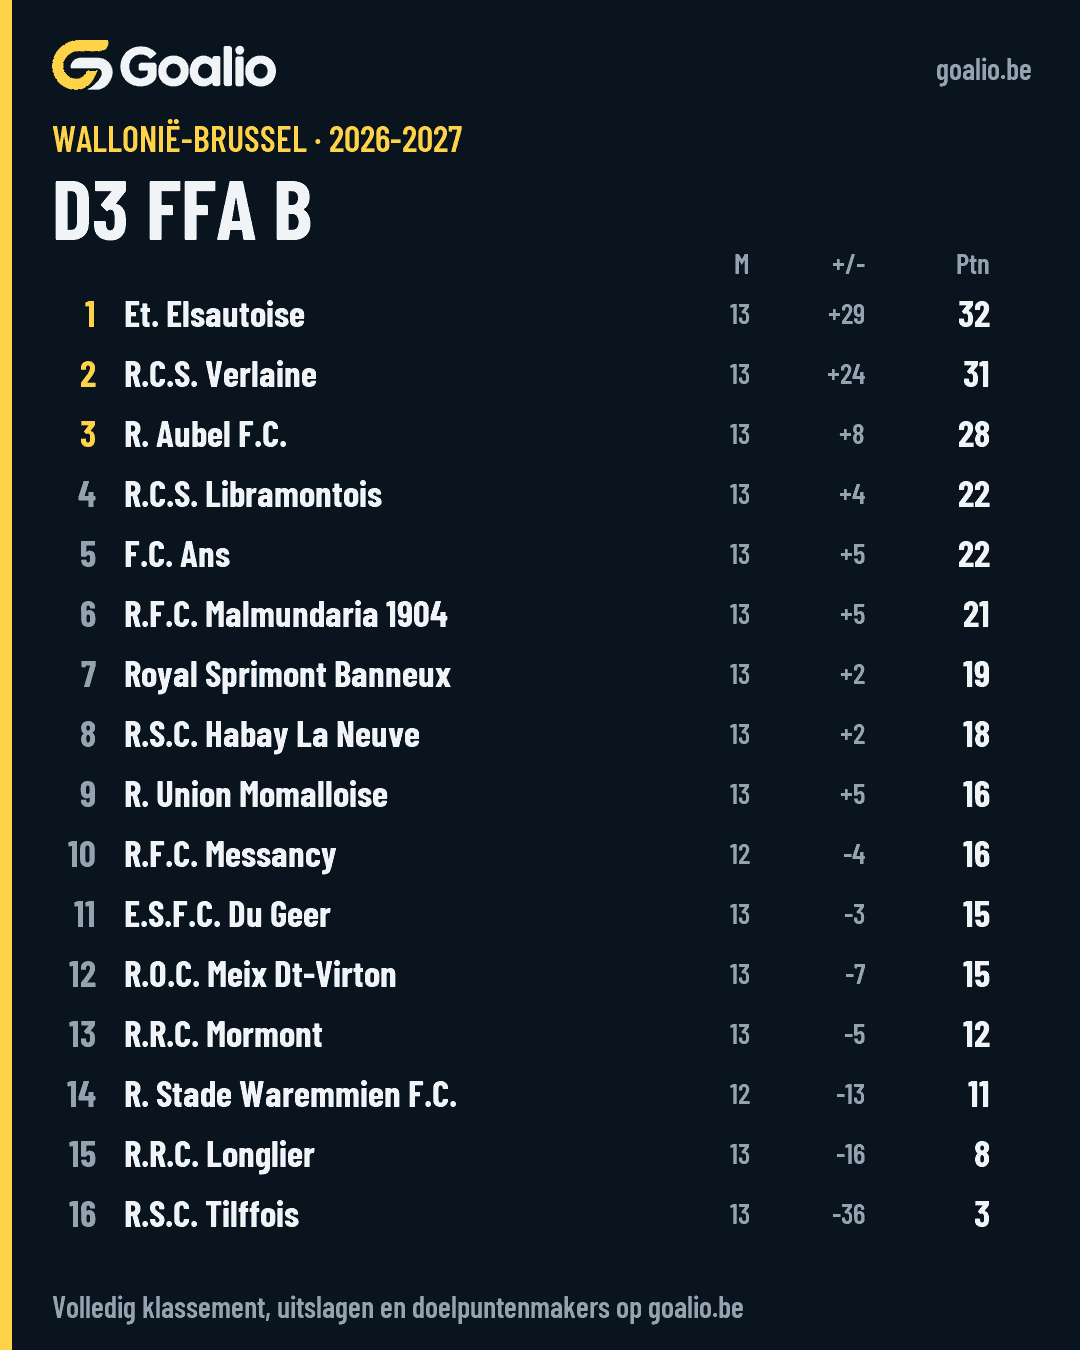 Goalio
goalio.be
WALLONIË-BRUSSEL · 2026-2027
D3 FFA B
M +/- Ptn
1 Et. Elsautoise 13 +29 32
2 R.C.S. Verlaine 13 +24 31
3 R. Aubel F.C. 13 +8 28
4 R.C.S. Libramontois 13 +4 22
5 F.C. Ans 13 +5 22
6 R.F.C. Malmundaria 1904 13 +5 21
7 Royal Sprimont Banneux 13 +2 19
8 R.S.C. Habay La Neuve 13 +2 18
9 R. Union Momalloise 13 +5 16
10 R.F.C. Messancy 12 -4 16
11 E.S.F.C. Du Geer 13 -3 15
12 R.O.C. Meix Dt-Virton 13 -7 15
13 R.R.C. Mormont 13 -5 12
14 R. Stade Waremmien F.C. 12 -13 11
15 R.R.C. Longlier 13 -16 8
16 R.S.C. Tilffois 13 -36 3
Volledig klassement, uitslagen en doelpuntenmakers op goalio.be